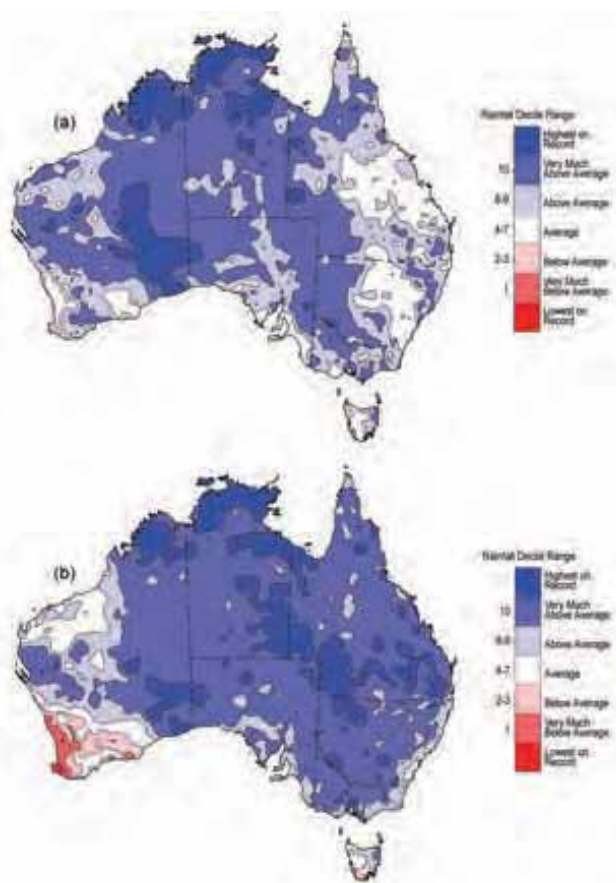 (a)
Rainfall Decile Range
Highest on
Record
10
Very Much
Above Average
8-9
Above Average
4-7
Average
2-3
Below Average
1
Very Much
Below Average
Lowest on
Record
(b)
Rainfall Decile Range
Highest on
Record
10
Very Much
Above Average
8-9
Above Average
4-7
Average
2-3
Below Average
1
Very Much
Below Average
Lowest on
Record